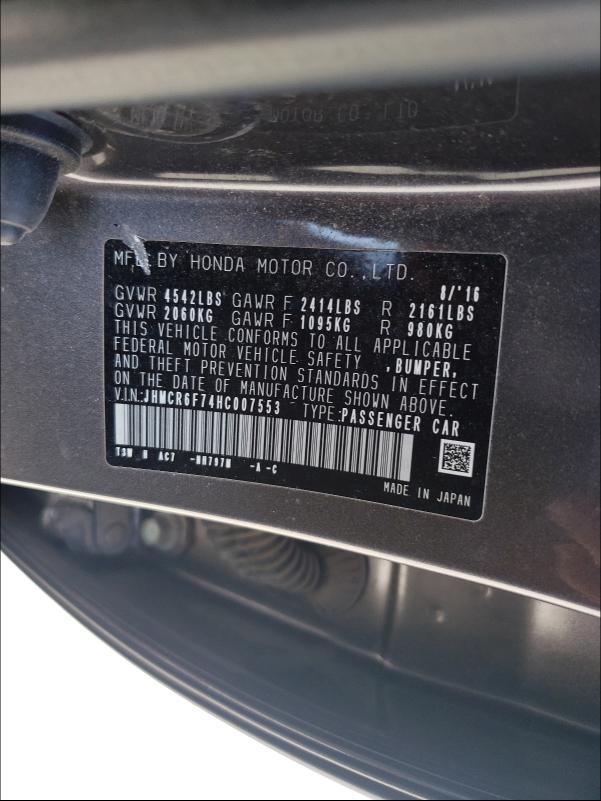 MFD. BY HONDA MOTOR CO.,LTD. 8/'16
GVWR 4542LBS GAWR F 2414LBS R 2161LBS
GVWR 2060KG GAWR F 1095KG R 980KG
THIS VEHICLE CONFORMS TO ALL APPLICABLE
FEDERAL MOTOR VEHICLE SAFETY ,BUMPER,
AND THEFT PREVENTION STANDARDS IN EFFECT
ON THE DATE OF MANUFACTURE SHOWN ABOVE.
V.I.N:JHMCR6F74HC007553 TYPE:PASSENGER CAR
AC7 -NH797M -A -C
MADE IN JAPAN